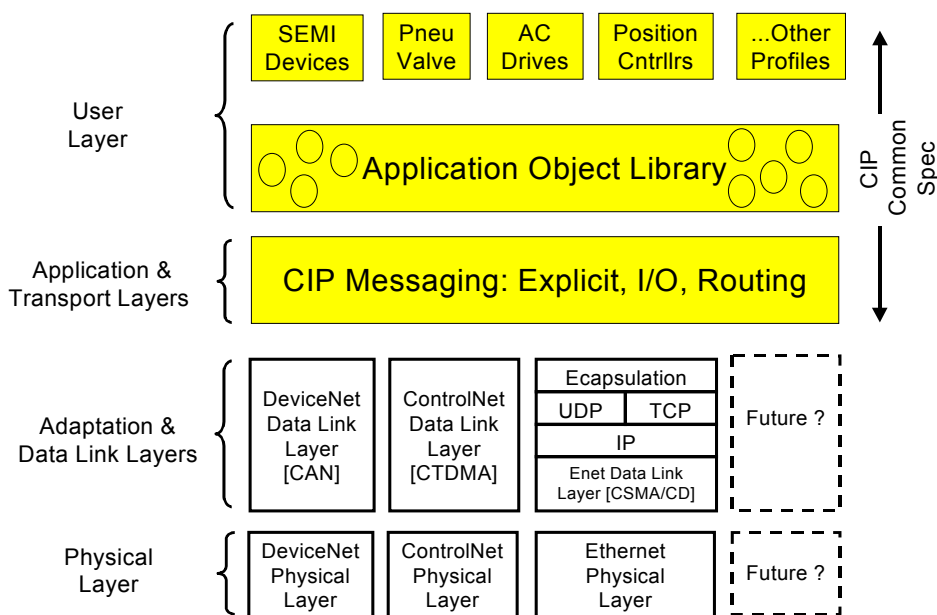 SEMI
Devices
Pneu
Valve
AC
Drives
Position
Cntrllrs
...Other
Profiles
User
Layer
Application Object Library
CIP
Common
Spec
Application &
Transport Layers
CIP Messaging: Explicit, I/O, Routing
Adaptation &
Data Link Layers
DeviceNet
Data Link
Layer
[CAN]
ControlNet
Data Link
Layer
[CTDMA]
Ecapsulation
UDP
TCP
IP
Enet Data Link
Layer [CSMA/CD]
Future ?
Physical
Layer
DeviceNet
Physical
Layer
ControlNet
Physical
Layer
Ethernet
Physical
Layer
Future ?